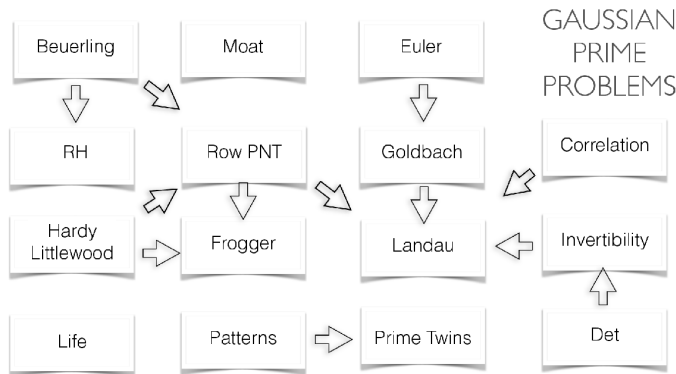 GAUSSIAN
PRIME
PROBLEMS
Beuerling
Moat
Euler
RH
Row PNT
Goldbach
Correlation
Hardy
Littlewood
Frogger
Landau
Invertibility
Life
Patterns
Prime Twins
Det